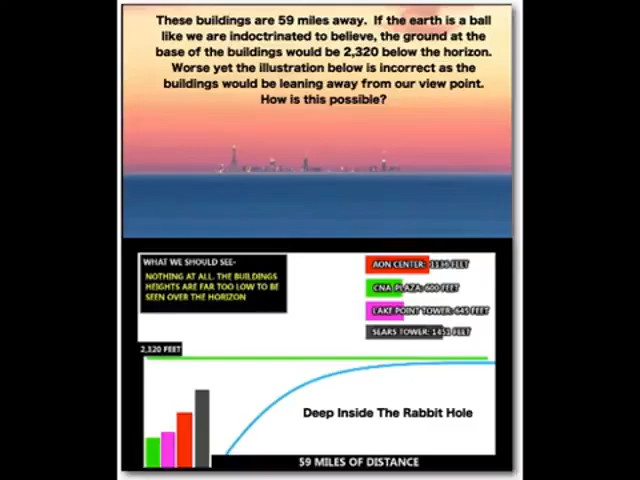 These buildings are 59 miles away. If the earth is a ball
like we are indoctrinated to believe, the ground at the
base of the buildings would be 2,320 below the horizon.
Worse yet the illustration below is incorrect as the
buildings would be leaning away from our view point.
How is this possible?
WHAT WE SHOULD SEE-
NOTHING AT ALL. THE BUILDINGS
HEIGHTS ARE FAR TOO LOW TO BE
SEEN OVER THE HORIZON
AON CENTER: 1136 FEET
CNA PLAZA: 600 FEET
LAKE POINT TOWER: 645 FEET
SEARS TOWER: 1451 FEET
2,320 FEET
Deep Inside The Rabbit Hole
59 MILES OF DISTANCE